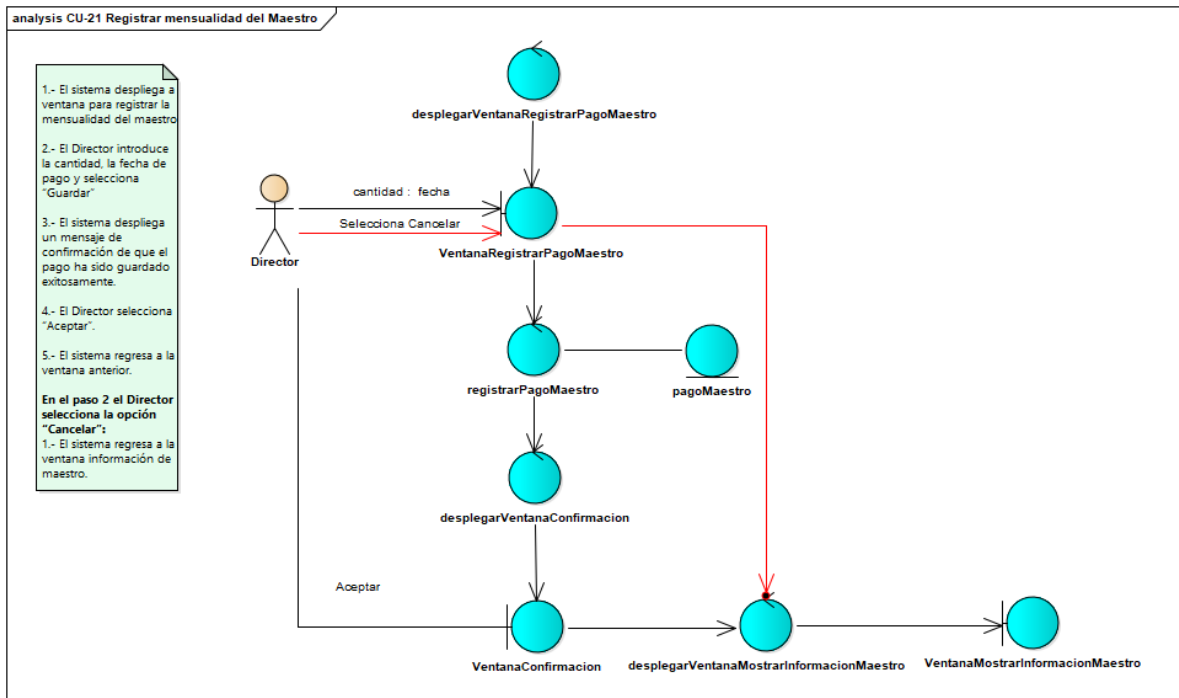 analysis CU-21 Registrar mensualidad del Maestro
1.- El sistema despliega a
ventana para registrar la
mensualidad del maestro
2.- El Director introduce
la cantidad, la fecha de
pago y selecciona
“Guardar”
3.- El sistema despliega
un mensaje de
confirmación de que el
pago ha sido guardado
exitosamente.
4.- El Director selecciona
“Aceptar”.
5.- El sistema regresa a la
ventana anterior.
En el paso 2 el Director
selecciona la opción
“Cancelar”:
1.- El sistema regresa a la
ventana información de
maestro.
desplegarVentanaRegistrarPagoMaestro
cantidad : fecha
Selecciona Cancelar
Director
VentanaRegistrarPagoMaestro
registrarPagoMaestro
pagoMaestro
desplegarVentanaConfirmacion
Aceptar
VentanaConfirmacion
desplegarVentanaMostrarInformacionMaestro
VentanaMostrarInformacionMaestro